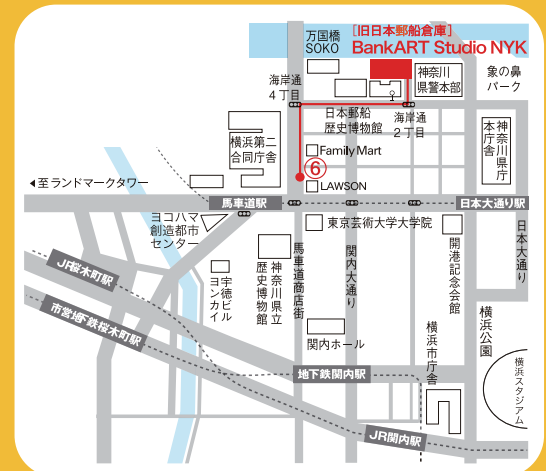 万国橋
SOKO
[旧日本郵船倉庫]
BankART Studio NYK
海岸通
4丁目
神奈川
県警本部
象の鼻
パーク
日本郵船
歴史博物館
海岸通
2丁目
横浜第二
合同庁舎
神奈川県庁
本庁舎
Family Mart
⑥
LAWSON
◀至ランドマークタワー
馬車道駅
日本大通り駅
ヨコハマ
創造都市
センター
東京芸術大学大学院
開港記念会館
日本大通り
JR桜木町駅
市営地下鉄桜木町駅
宇徳ビル
ヨンカイ
神奈川県立
歴史博物館
馬車道商店街
関内大通り
関内ホール
横浜市庁舎
横浜公園
横浜スタジアム
地下鉄関内駅
JR関内駅